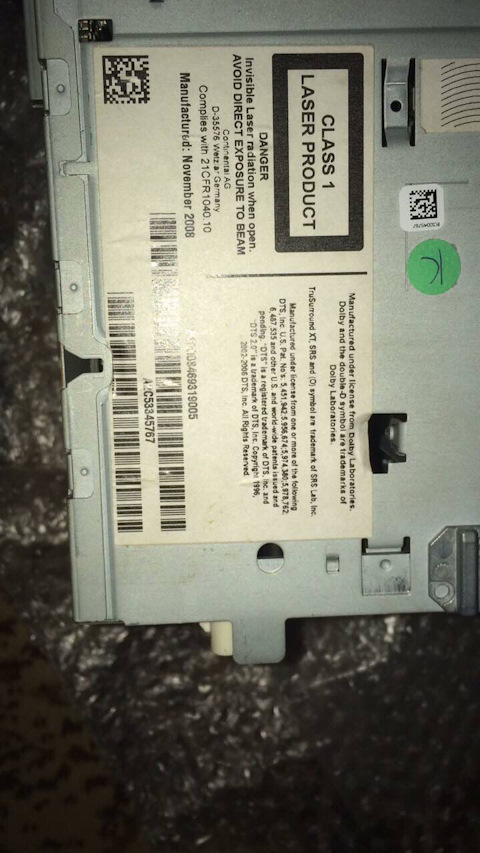 CLASS 1
LASER PRODUCT
DANGER
Invisible Laser radiation when open.
AVOID DIRECT EXPOSURE TO BEAM
Continental AG
D-35576 Wetzlar Germany
Complies with 21CFR1040.10
Manufactured: November 2008
Manufactured under license from Dolby Laboratories.
Dolby and the double-D symbol are trademarks of
Dolby Laboratories.
TruSurround XT, SRS and (O) symbol are trademark of SRS Lab, Inc.
Manufactured under license from one or more of the following
DTS, Inc. U.S. Pat. No's. 5,451,942;5,956,674;5,974,380;5,978,762;
6,487,535 and other U.S. and world-wide patents issued and
pending. "DTS" is a registered trademark of DTS, Inc. and
"DTS 2.0" is a trademark of DTS, Inc. Copyright 1996,
2002-2006 DTS, Inc. All Rights Reserved
A2C53345767